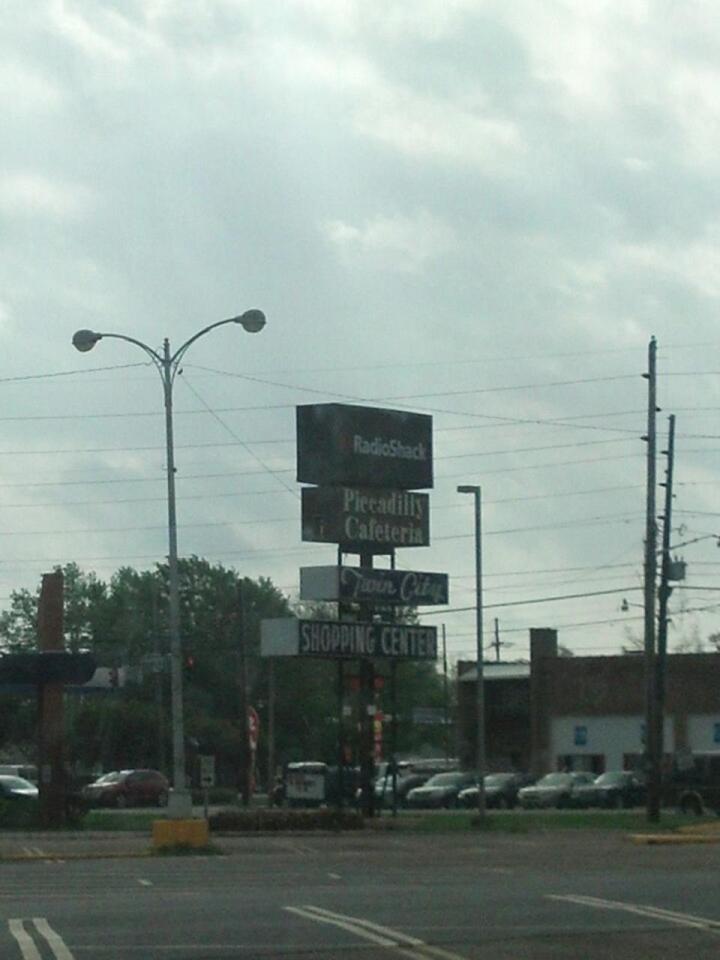 RadioShack
Piccadilly
Cafeteria
Twin City
SHOPPING CENTER